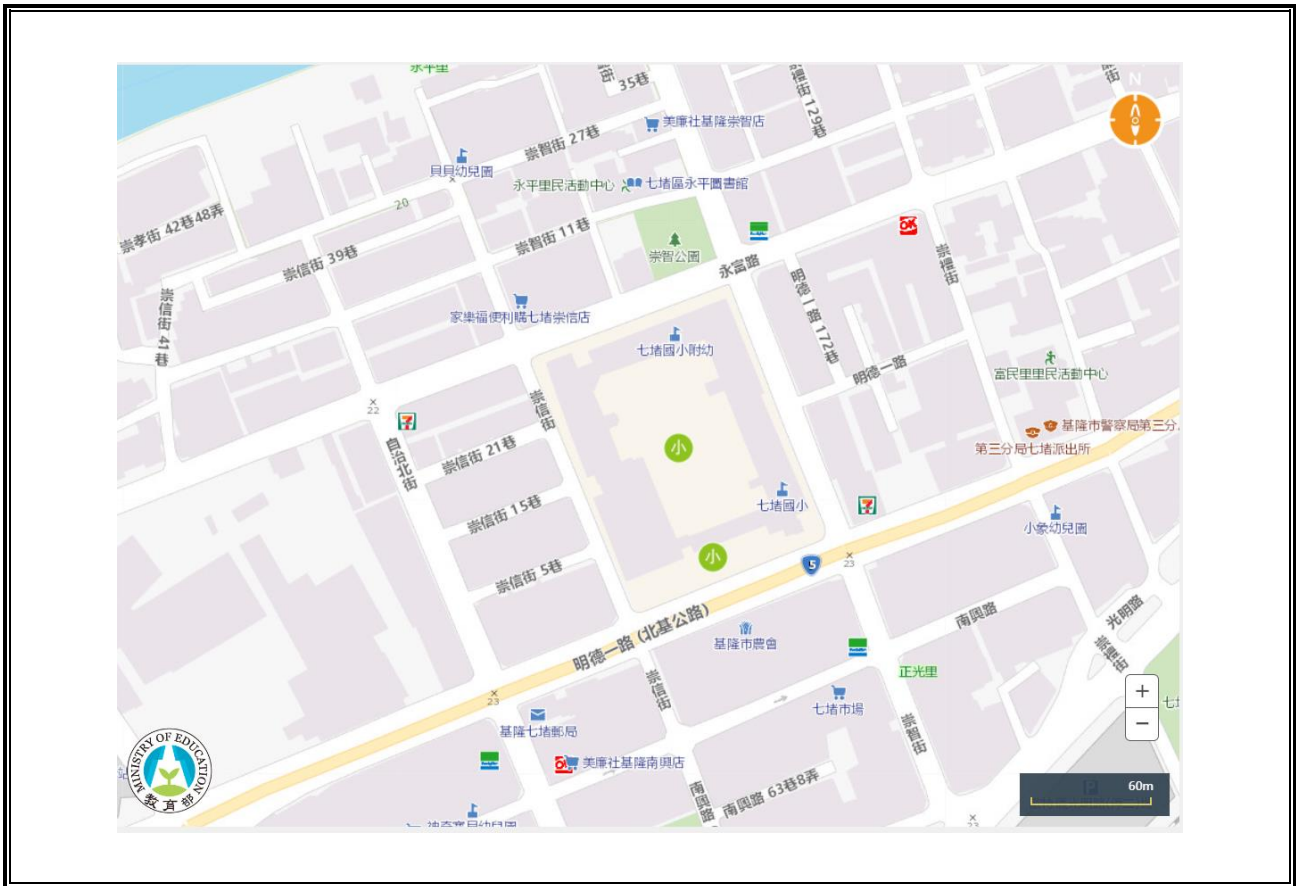 永平里
35巷
崇禮街 129巷
N
美廉社基隆崇智店
崇智街 27巷
貝貝幼兒園
永平里民活動中心
七堵區永平圖書館
20
崇孝街 42巷48弄
崇智街 11巷
OK
崇智公園
永富路
崇禮街
崇信街 39巷
明德一路 172巷
崇信街 41巷
家樂福便利購七堵崇信店
七堵國小附幼
明德一路
富民里里民活動中心
22
7
崇信街
基隆市警察局第三分
自治北街
崇信街 21巷
小
第三分局七堵派出所
七堵國小
7
崇信街 15巷
小象幼兒園
小
5
23
崇信街 5巷
南興路
光明路
明德一路 (北基公路)
基隆市農會
崇禮街
崇信街
正光里
23
七堵市場
+
−
基隆七堵郵局
崇智街
MINISTRY OF EDUCATION
教育部
美廉社基隆南興店
南興路
南興路 63巷8弄
60m
P